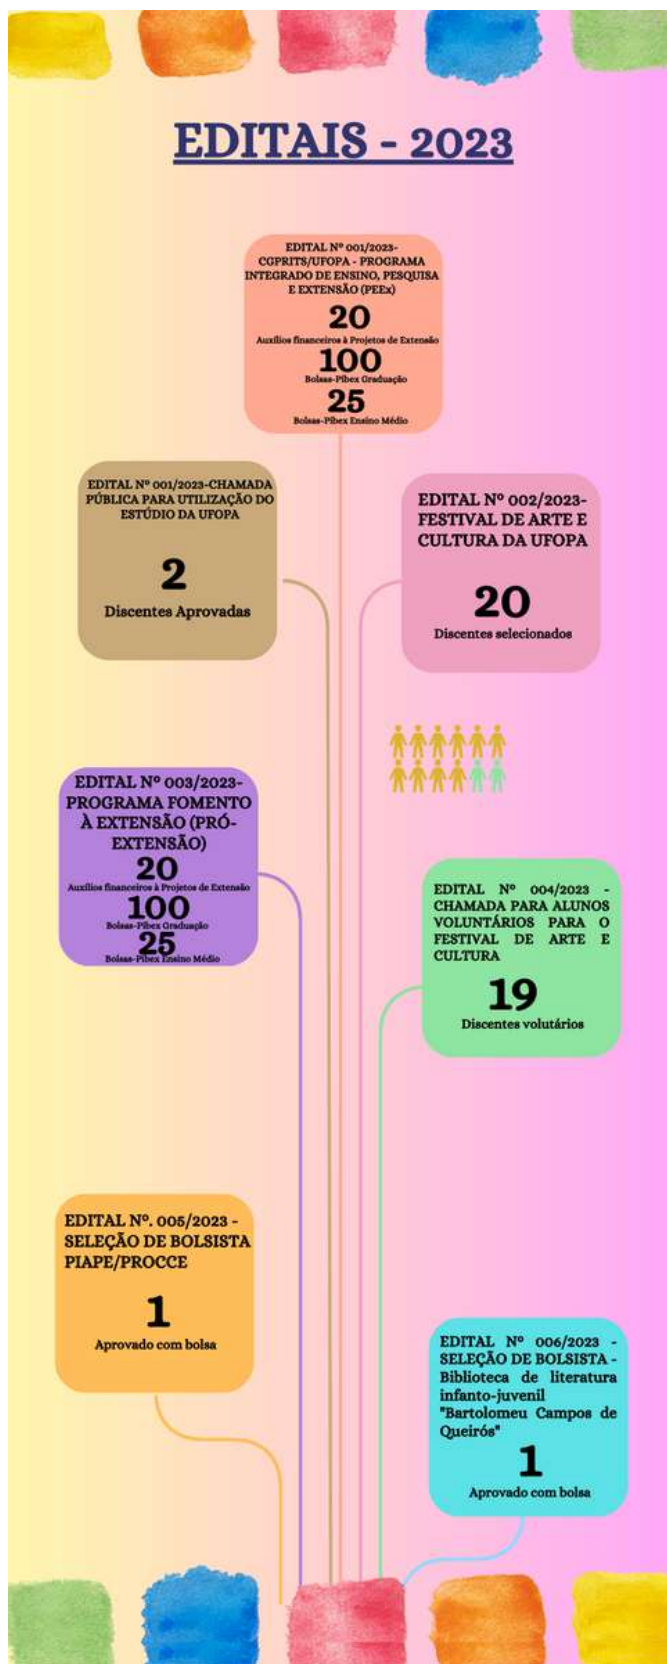 EDITAIS - 2023
EDITAL Nº 001/2023-
CGPRITS/UFOPA - PROGRAMA
INTEGRADO DE ENSINO, PESQUISA
E EXTENSÃO (PEEx)
20
Auxílios financeiros à Projetos de Extensão
100
Bolsas-Pibex Graduação
25
Bolsas-Pibex Ensino Médio
EDITAL Nº 001/2023-CHAMADA
PÚBLICA PARA UTILIZAÇÃO DO
ESTÚDIO DA UFOPA
2
Discentes Aprovadas
EDITAL Nº 002/2023-
FESTIVAL DE ARTE E
CULTURA DA UFOPA
20
Discentes selecionados
EDITAL Nº 003/2023-
PROGRAMA FOMENTO
À EXTENSÃO (PRÓ-
EXTENSÃO)
20
Auxílios financeiros à Projetos de Extensão
100
Bolsas-Pibex Graduação
25
Bolsas-Pibex Ensino Médio
EDITAL Nº 004/2023 -
CHAMADA PARA ALUNOS
VOLUNTÁRIOS PARA O
FESTIVAL DE ARTE E
CULTURA
19
Discentes volutários
EDITAL Nº. 005/2023 -
SELEÇÃO DE BOLSISTA
PIAPE/PROCCE
1
Aprovado com bolsa
EDITAL Nº 006/2023 -
SELEÇÃO DE BOLSISTA -
Biblioteca de literatura
infanto-juvenil
"Bartolomeu Campos de
Queirós"
1
Aprovado com bolsa